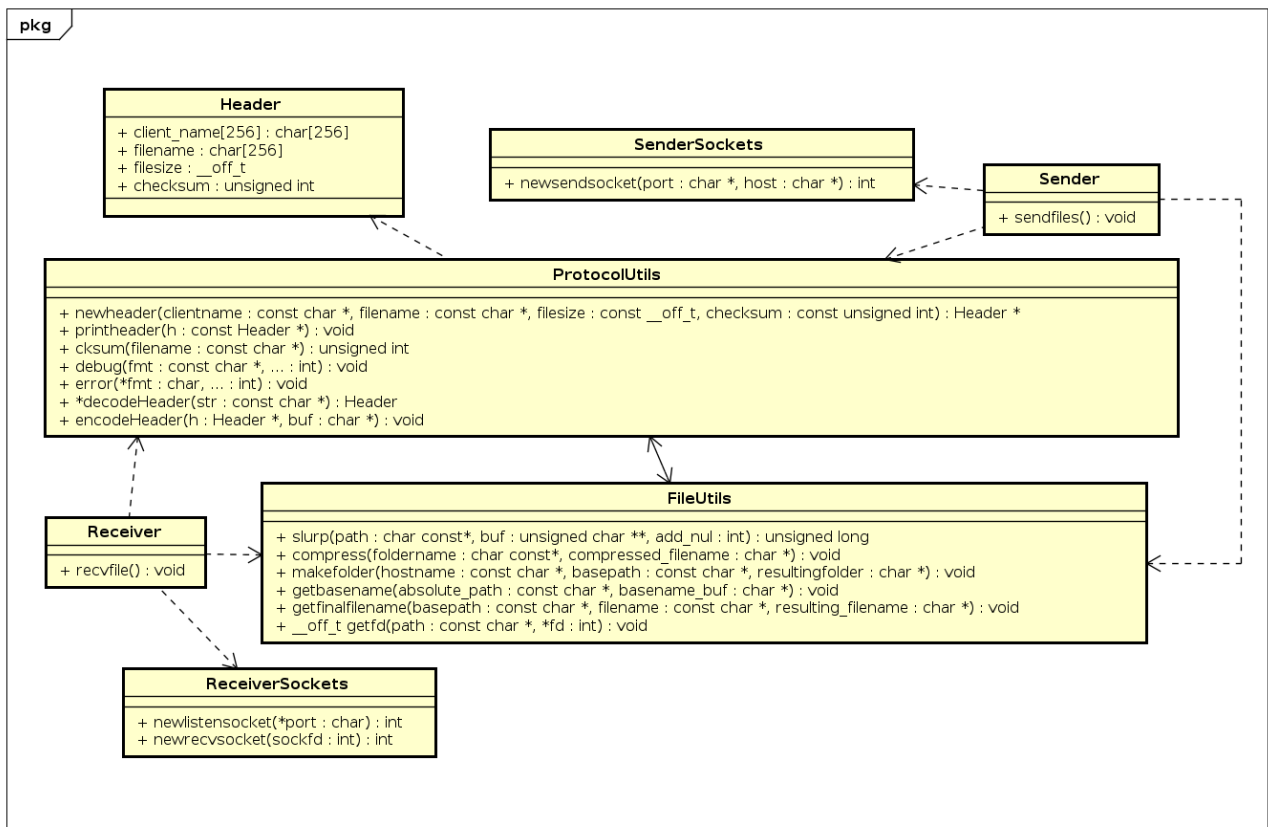 pkg
Header
+ client_name[256] : char[256]
+ filename : char[256]
+ filesize : __off_t
+ checksum : unsigned int
SenderSockets
+ newsendsocket(port : char *, host : char *) : int
Sender
+ sendfiles() : void
ProtocolUtils
+ newheader(clientname : const char *, filename : const char *, filesize : const __off_t, checksum : const unsigned int) : Header *
+ printheader(h : const Header *) : void
+ cksum(filename : const char *) : unsigned int
+ debug(fmt : const char *, ... : int) : void
+ error(*fmt : char, ... : int) : void
+ *decodeHeader(str : const char *) : Header
+ encodeHeader(h : Header *, buf : char *) : void
FileUtils
+ slurp(path : char const*, buf : unsigned char **, add_nul : int) : unsigned long
+ compress(foldername : char const*, compressed_filename : char *) : void
+ makefolder(hostname : const char *, basepath : const char *, resultingfolder : char *) : void
+ getbasename(absolute_path : const char *, basename_buf : char *) : void
+ getfinalfilename(basepath : const char *, filename : const char *, resulting_filename : char *) : void
+ __off_t getfd(path : const char *, *fd : int) : void
Receiver
+ recvfile() : void
ReceiverSockets
+ newlistensocket(*port : char) : int
+ newrecvsocket(sockfd : int) : int